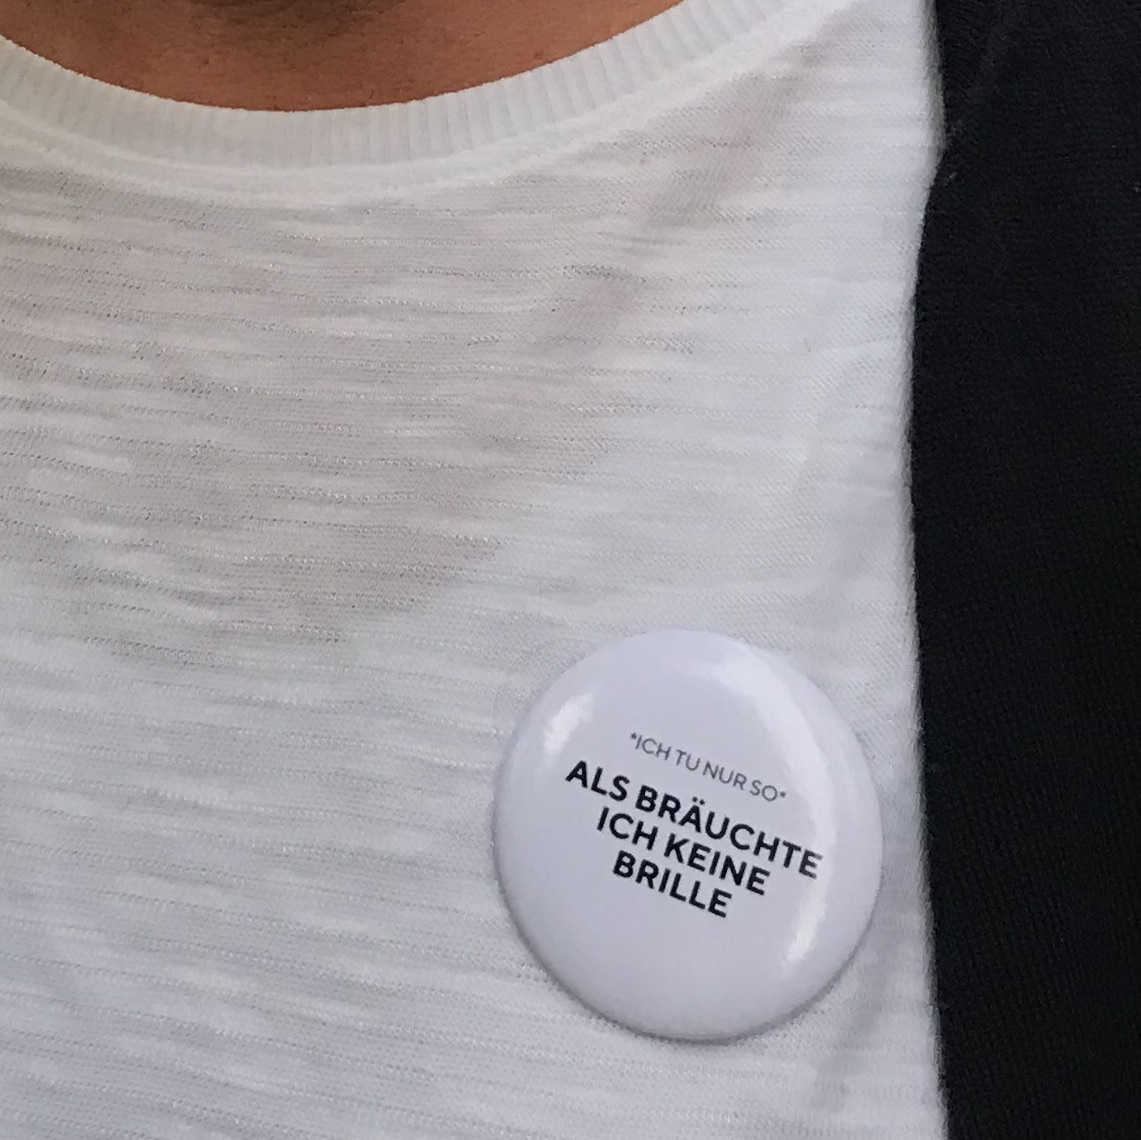 *ICH TU NUR SO*
ALS BRÄUCHTE
ICH KEINE
BRILLE